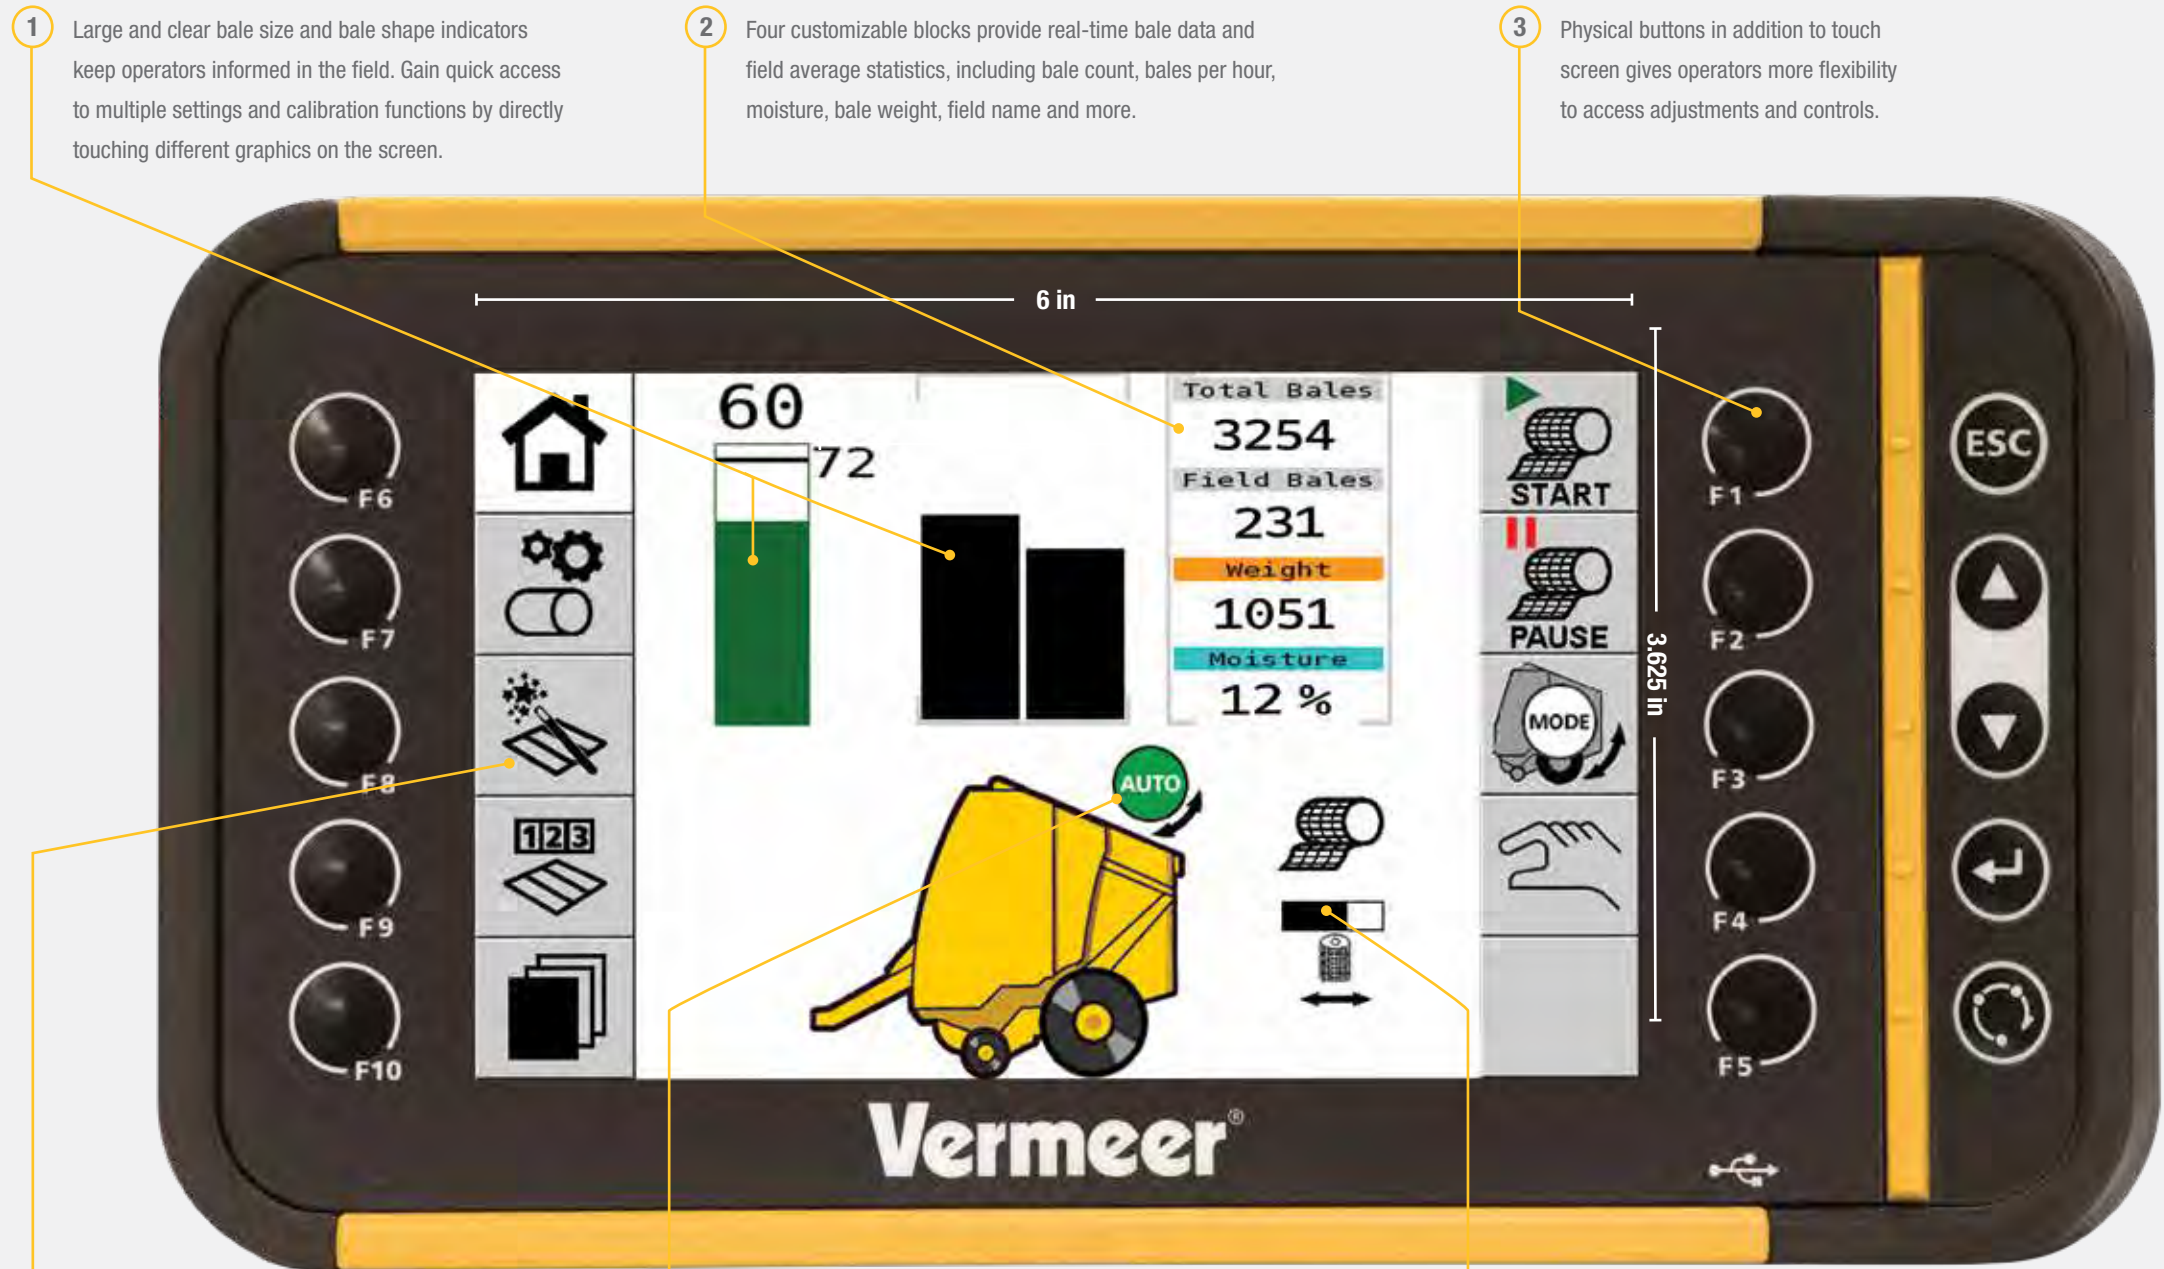 1
Large and clear bale size and bale shape indicators
keep operators informed in the field. Gain quick access
to multiple settings and calibration functions by directly
touching different graphics on the screen.
2
Four customizable blocks provide real-time bale data and
field average statistics, including bale count, bales per hour,
moisture, bale weight, field name and more.
3
Physical buttons in addition to touch
screen gives operators more flexibility
to access adjustments and controls.
6 in
3.625 in
F6
F7
F8
F9
F10
123
60
72
Total Bales
3254
Field Bales
231
Weight
1051
Moisture
12 %
AUTO
START
PAUSE
MODE
F1
F2
F3
F4
F5
ESC
Vermeer®